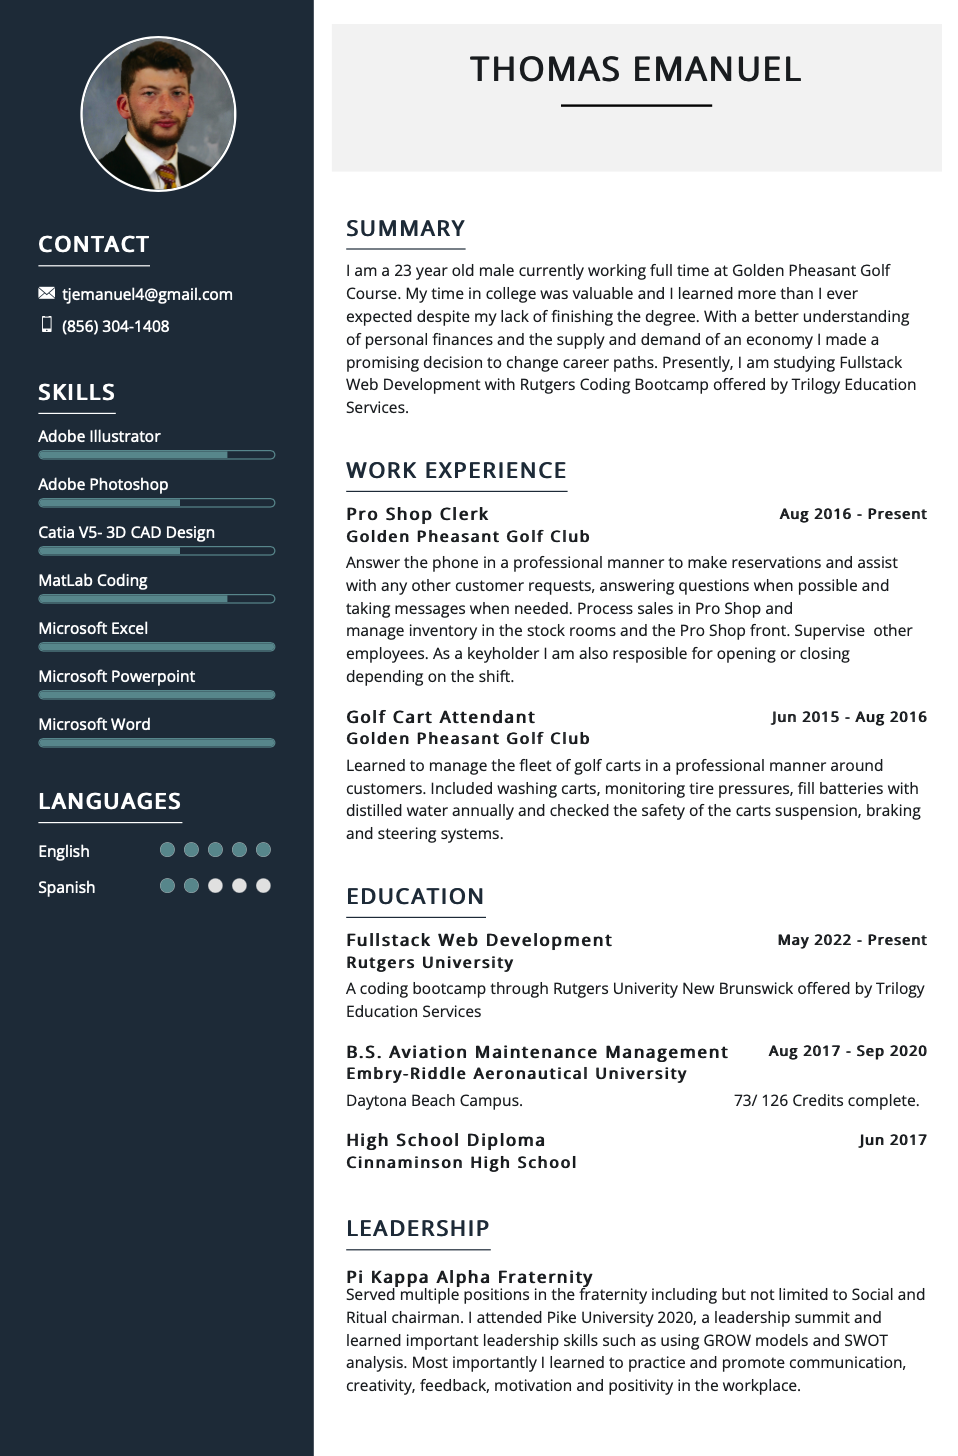 THOMAS EMANUEL
CONTACT
tjemanuel4@gmail.com
(856) 304-1408
SKILLS
Adobe Illustrator
Adobe Photoshop
Catia V5- 3D CAD Design
MatLab Coding
Microsoft Excel
Microsoft Powerpoint
Microsoft Word
LANGUAGES
English
Spanish
SUMMARY
I am a 23 year old male currently working full time at Golden Pheasant Golf
Course. My time in college was valuable and I learned more than I ever
expected despite my lack of finishing the degree. With a better understanding
of personal finances and the supply and demand of an economy I made a
promising decision to change career paths. Presently, I am studying Fullstack
Web Development with Rutgers Coding Bootcamp offered by Trilogy Education
Services.
WORK EXPERIENCE
Pro Shop Clerk Aug 2016 - Present
Golden Pheasant Golf Club
Answer the phone in a professional manner to make reservations and assist
with any other customer requests, answering questions when possible and
taking messages when needed. Process sales in Pro Shop and
manage inventory in the stock rooms and the Pro Shop front. Supervise  other
employees. As a keyholder I am also resposible for opening or closing
depending on the shift.
Golf Cart Attendant Jun 2015 - Aug 2016
Golden Pheasant Golf Club
Learned to manage the fleet of golf carts in a professional manner around
customers. Included washing carts, monitoring tire pressures, fill batteries with
distilled water annually and checked the safety of the carts suspension, braking
and steering systems.
EDUCATION
Fullstack Web Development May 2022 - Present
Rutgers University
A coding bootcamp through Rutgers Univerity New Brunswick offered by Trilogy
Education Services
B.S. Aviation Maintenance Management Aug 2017 - Sep 2020
Embry-Riddle Aeronautical University
Daytona Beach Campus. 73/ 126 Credits complete.
High School Diploma Jun 2017
Cinnaminson High School
LEADERSHIP
Pi Kappa Alpha Fraternity
Served multiple positions in the fraternity including but not limited to Social and
Ritual chairman. I attended Pike University 2020, a leadership summit and
learned important leadership skills such as using GROW models and SWOT
analysis. Most importantly I learned to practice and promote communication,
creativity, feedback, motivation and positivity in the workplace.